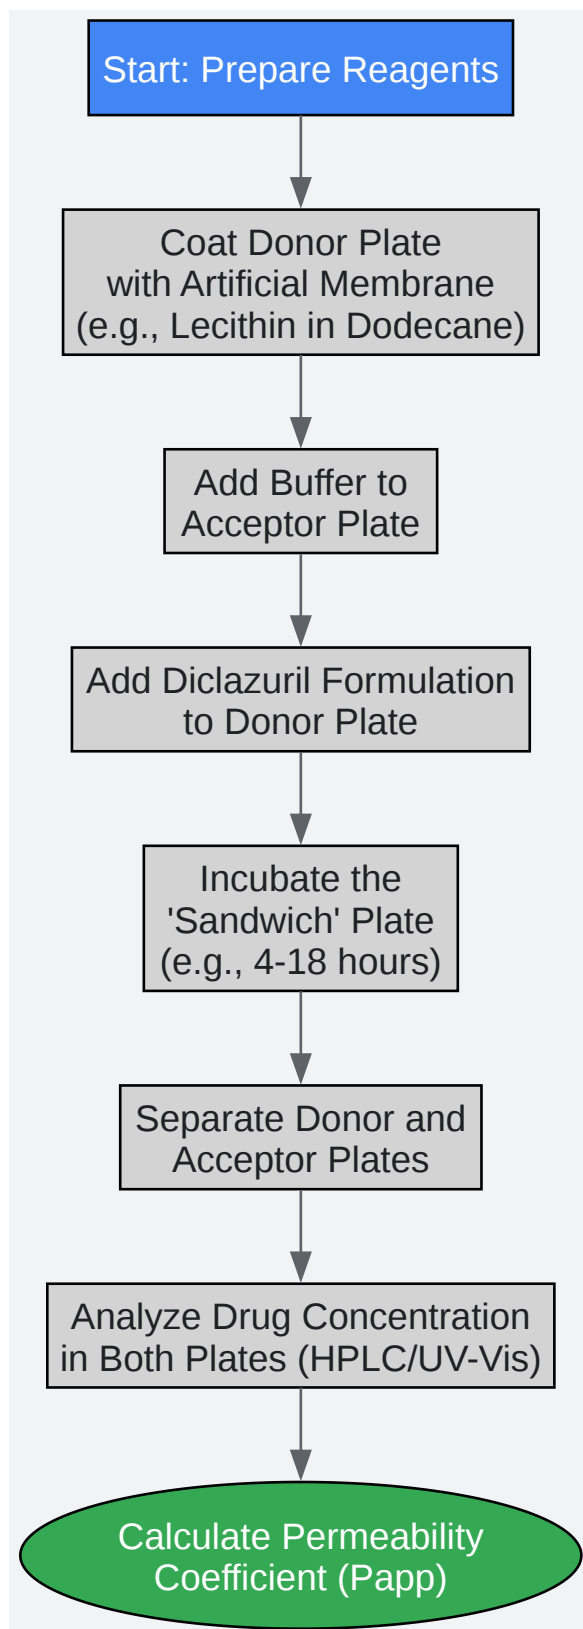 Start: Prepare Reagents
Coat Donor Plate
with Artificial Membrane
(e.g., Lecithin in Dodecane)
Add Buffer to
Acceptor Plate
Add Diclazuril Formulation
to Donor Plate
Incubate the
'Sandwich' Plate
(e.g., 4-18 hours)
Separate Donor and
Acceptor Plates
Analyze Drug Concentration
in Both Plates (HPLC/UV-Vis)
Calculate Permeability
Coefficient (Papp)